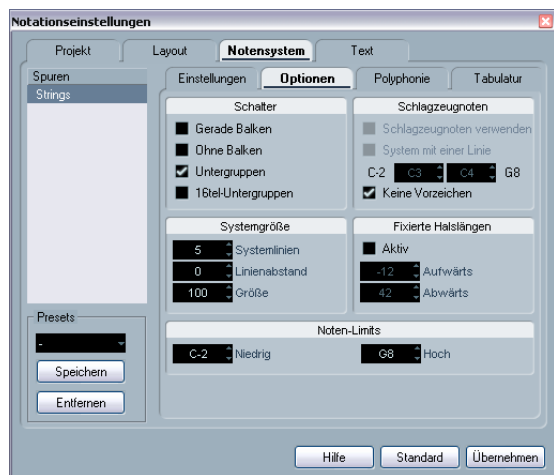 Notationseinstellungen
Projekt Layout Notensystem Text
Spuren
Strings
Einstellungen Optionen Polyphonie Tabulatur
Schalter
Gerade Balken
Ohne Balken
Untergruppen
16tel-Untergruppen
Schlagzeugnoten
Schlagzeugnoten verwenden
System mit einer Linie
C-2 C3 C4 G8
Keine Vorzeichen
Systemgröße
5 Systemlinien
0 Linienabstand
100 Größe
Fixierte Halslängen
Aktiv
-12 Aufwärts
42 Abwärts
Noten-Limits
C-2 Niedrig G8 Hoch
Presets
-
Speichern
Entfernen
Hilfe Standard Übernehmen